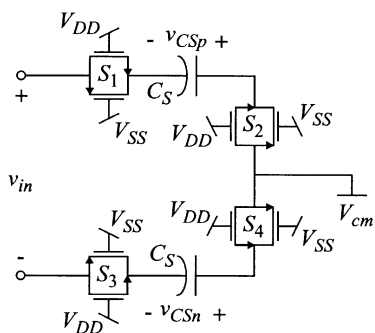 V_DD - v_CSp +
S_1
+ C_S S_2
V_SS V_DD V_SS
v_in V_cm
V_SS C_S V_DD S_4
- S_3 V_SS
V_DD - v_CSn +